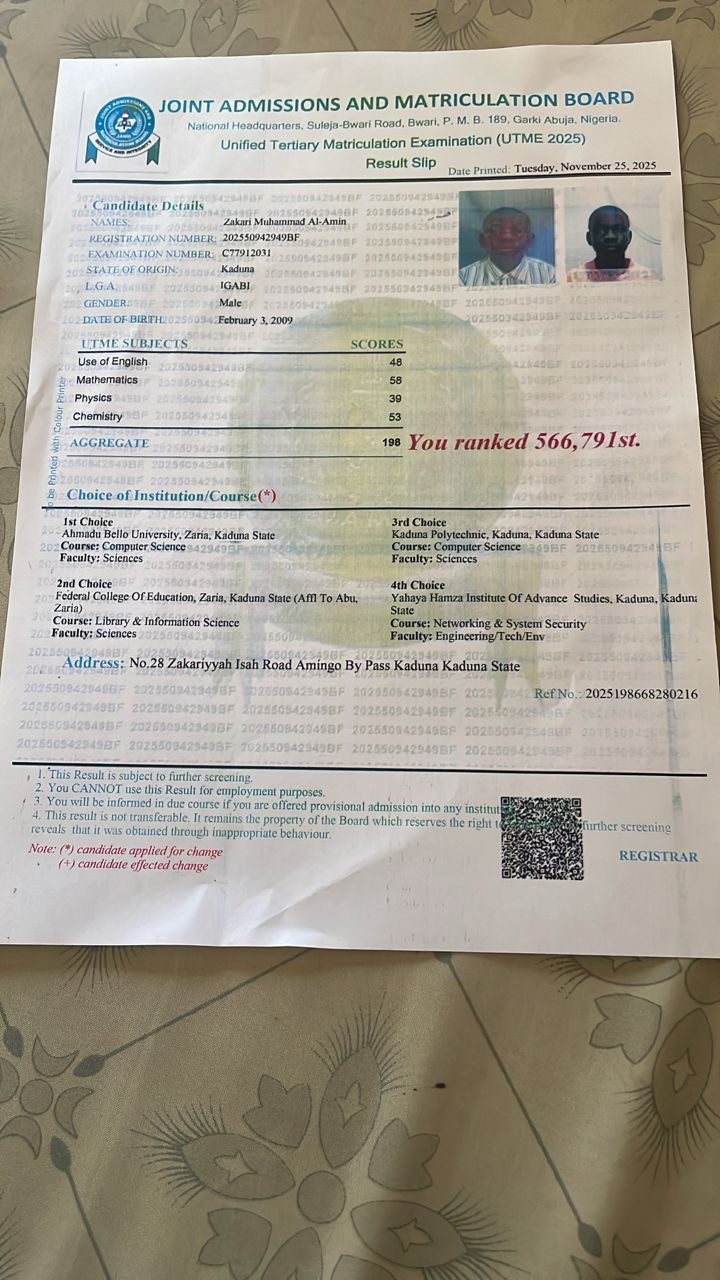 JOINT ADMISSIONS AND MATRICULATION BOARD
National Headquarters, Suleja-Bwari Road, Bwari, P. M. B. 189, Garki Abuja, Nigeria.
Unified Tertiary Matriculation Examination (UTME 2025)
Result Slip
Date Printed: Tuesday, November 25, 2025
Candidate Details
NAMES: Zakari Muhammad Al-Amin
REGISTRATION NUMBER: 202550942949BF
EXAMINATION NUMBER: C77912031
STATE OF ORIGIN: Kaduna
L.G.A. IGABI
GENDER: Male
DATE OF BIRTH: February 3, 2009
UTME SUBJECTS SCORES
Use of English 48
Mathematics 58
Physics 39
Chemistry 53
AGGREGATE 198 You ranked 566,791st.
To be Printed with Colour Printer
Choice of Institution/Course(*)
1st Choice
Ahmadu Bello University, Zaria, Kaduna State
Course: Computer Science
Faculty: Sciences
3rd Choice
Kaduna Polytechnic, Kaduna, Kaduna State
Course: Computer Science
Faculty: Sciences
2nd Choice
Federal College Of Education, Zaria, Kaduna State (Affl To Abu,
Zaria)
Course: Library & Information Science
Faculty: Sciences
4th Choice
Yahaya Hamza Institute Of Advance Studies, Kaduna, Kaduna
State
Course: Networking & System Security
Faculty: Engineering/Tech/Env
Address: No.28 Zakariyyah Isah Road Amingo By Pass Kaduna Kaduna State
Ref No.: 2025198668280216
1. This Result is subject to further screening.
2. You CANNOT use this Result for employment purposes.
3. You will be informed in due course if you are offered provisional admission into any institut
4. This result is not transferable. It remains the property of the Board which reserves the right to further screening
reveals that it was obtained through inappropriate behaviour.
Note: (*) candidate applied for change
(+) candidate effected change
REGISTRAR